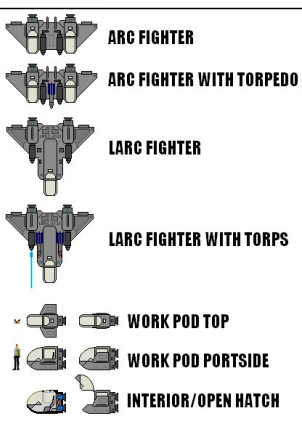 ARC FIGHTER
ARC FIGHTER WITH TORPEDO
LARC FIGHTER
LARC FIGHTER WITH TORPS
WORK POD TOP
WORK POD PORTSIDE
INTERIOR/OPEN HATCH